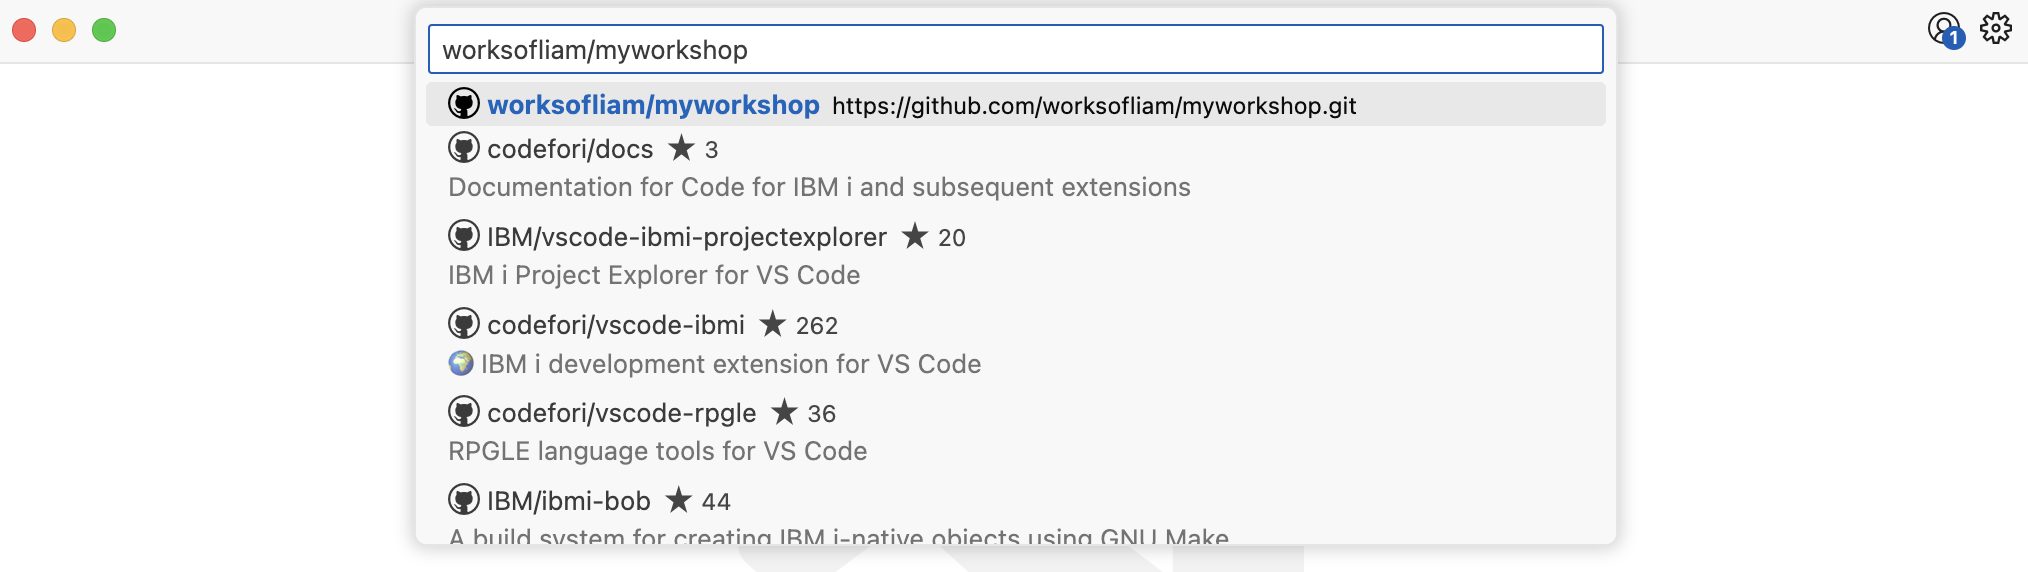 worksofliam/myworkshop
1
worksofliam/myworkshop https://github.com/worksofliam/myworkshop.git
codefori/docs ★ 3
Documentation for Code for IBM i and subsequent extensions
IBM/vscode-ibmi-projectexplorer ★ 20
IBM i Project Explorer for VS Code
codefori/vscode-ibmi ★ 262
🌍 IBM i development extension for VS Code
codefori/vscode-rpgle ★ 36
RPGLE language tools for VS Code
IBM/ibmi-bob ★ 44
A build system for creating IBM i-native objects using GNU Make